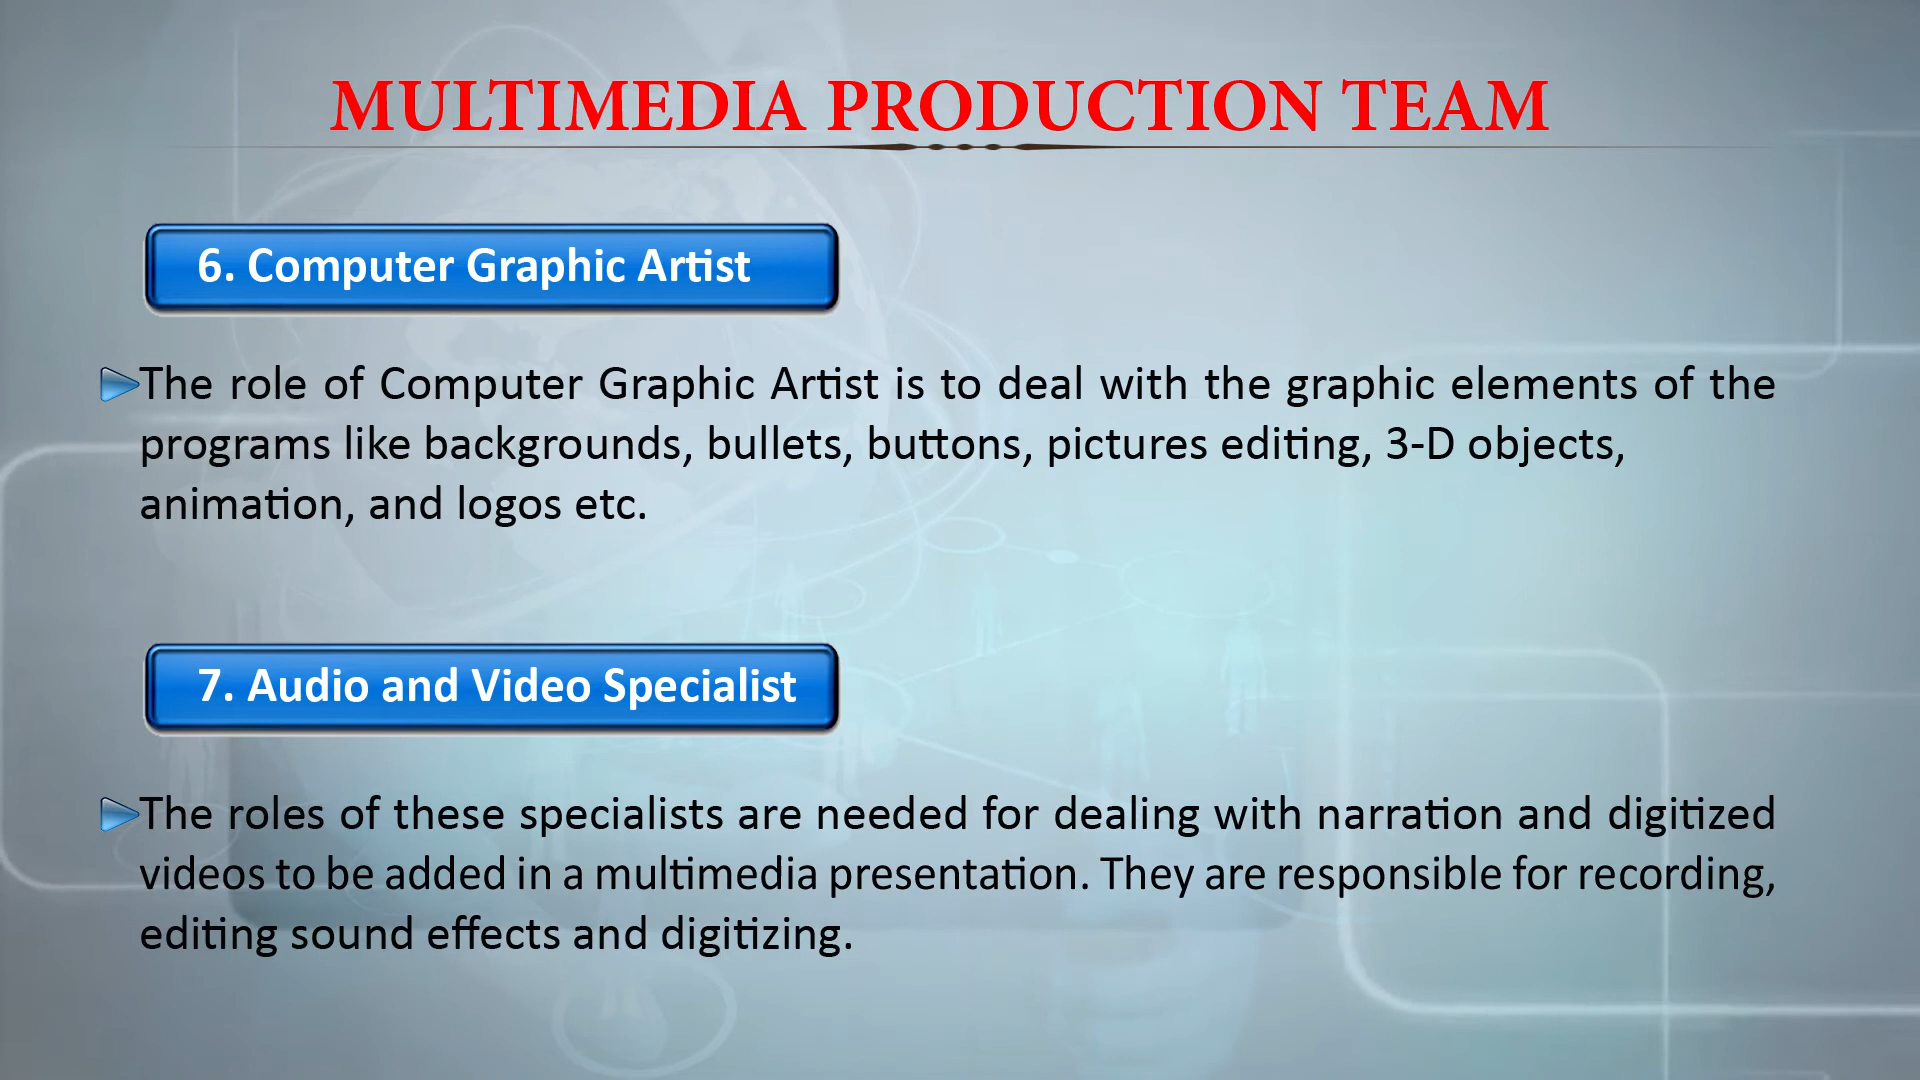 MULTIMEDIA PRODUCTION TEAM
6. Computer Graphic Artist
The role of Computer Graphic Artist is to deal with the graphic elements of the
programs like backgrounds, bullets, buttons, pictures editing, 3-D objects,
animation, and logos etc.
7. Audio and Video Specialist
The roles of these specialists are needed for dealing with narration and digitized
videos to be added in a multimedia presentation. They are responsible for recording,
editing sound effects and digitizing.